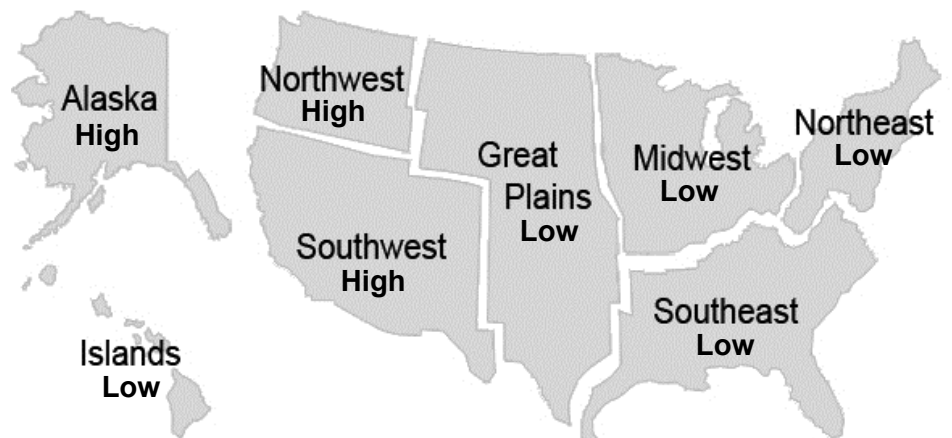 Alaska
High
Northwest
High
Great
Plains
Low
Midwest
Low
Northeast
Low
Southwest
High
Southeast
Low
Islands
Low